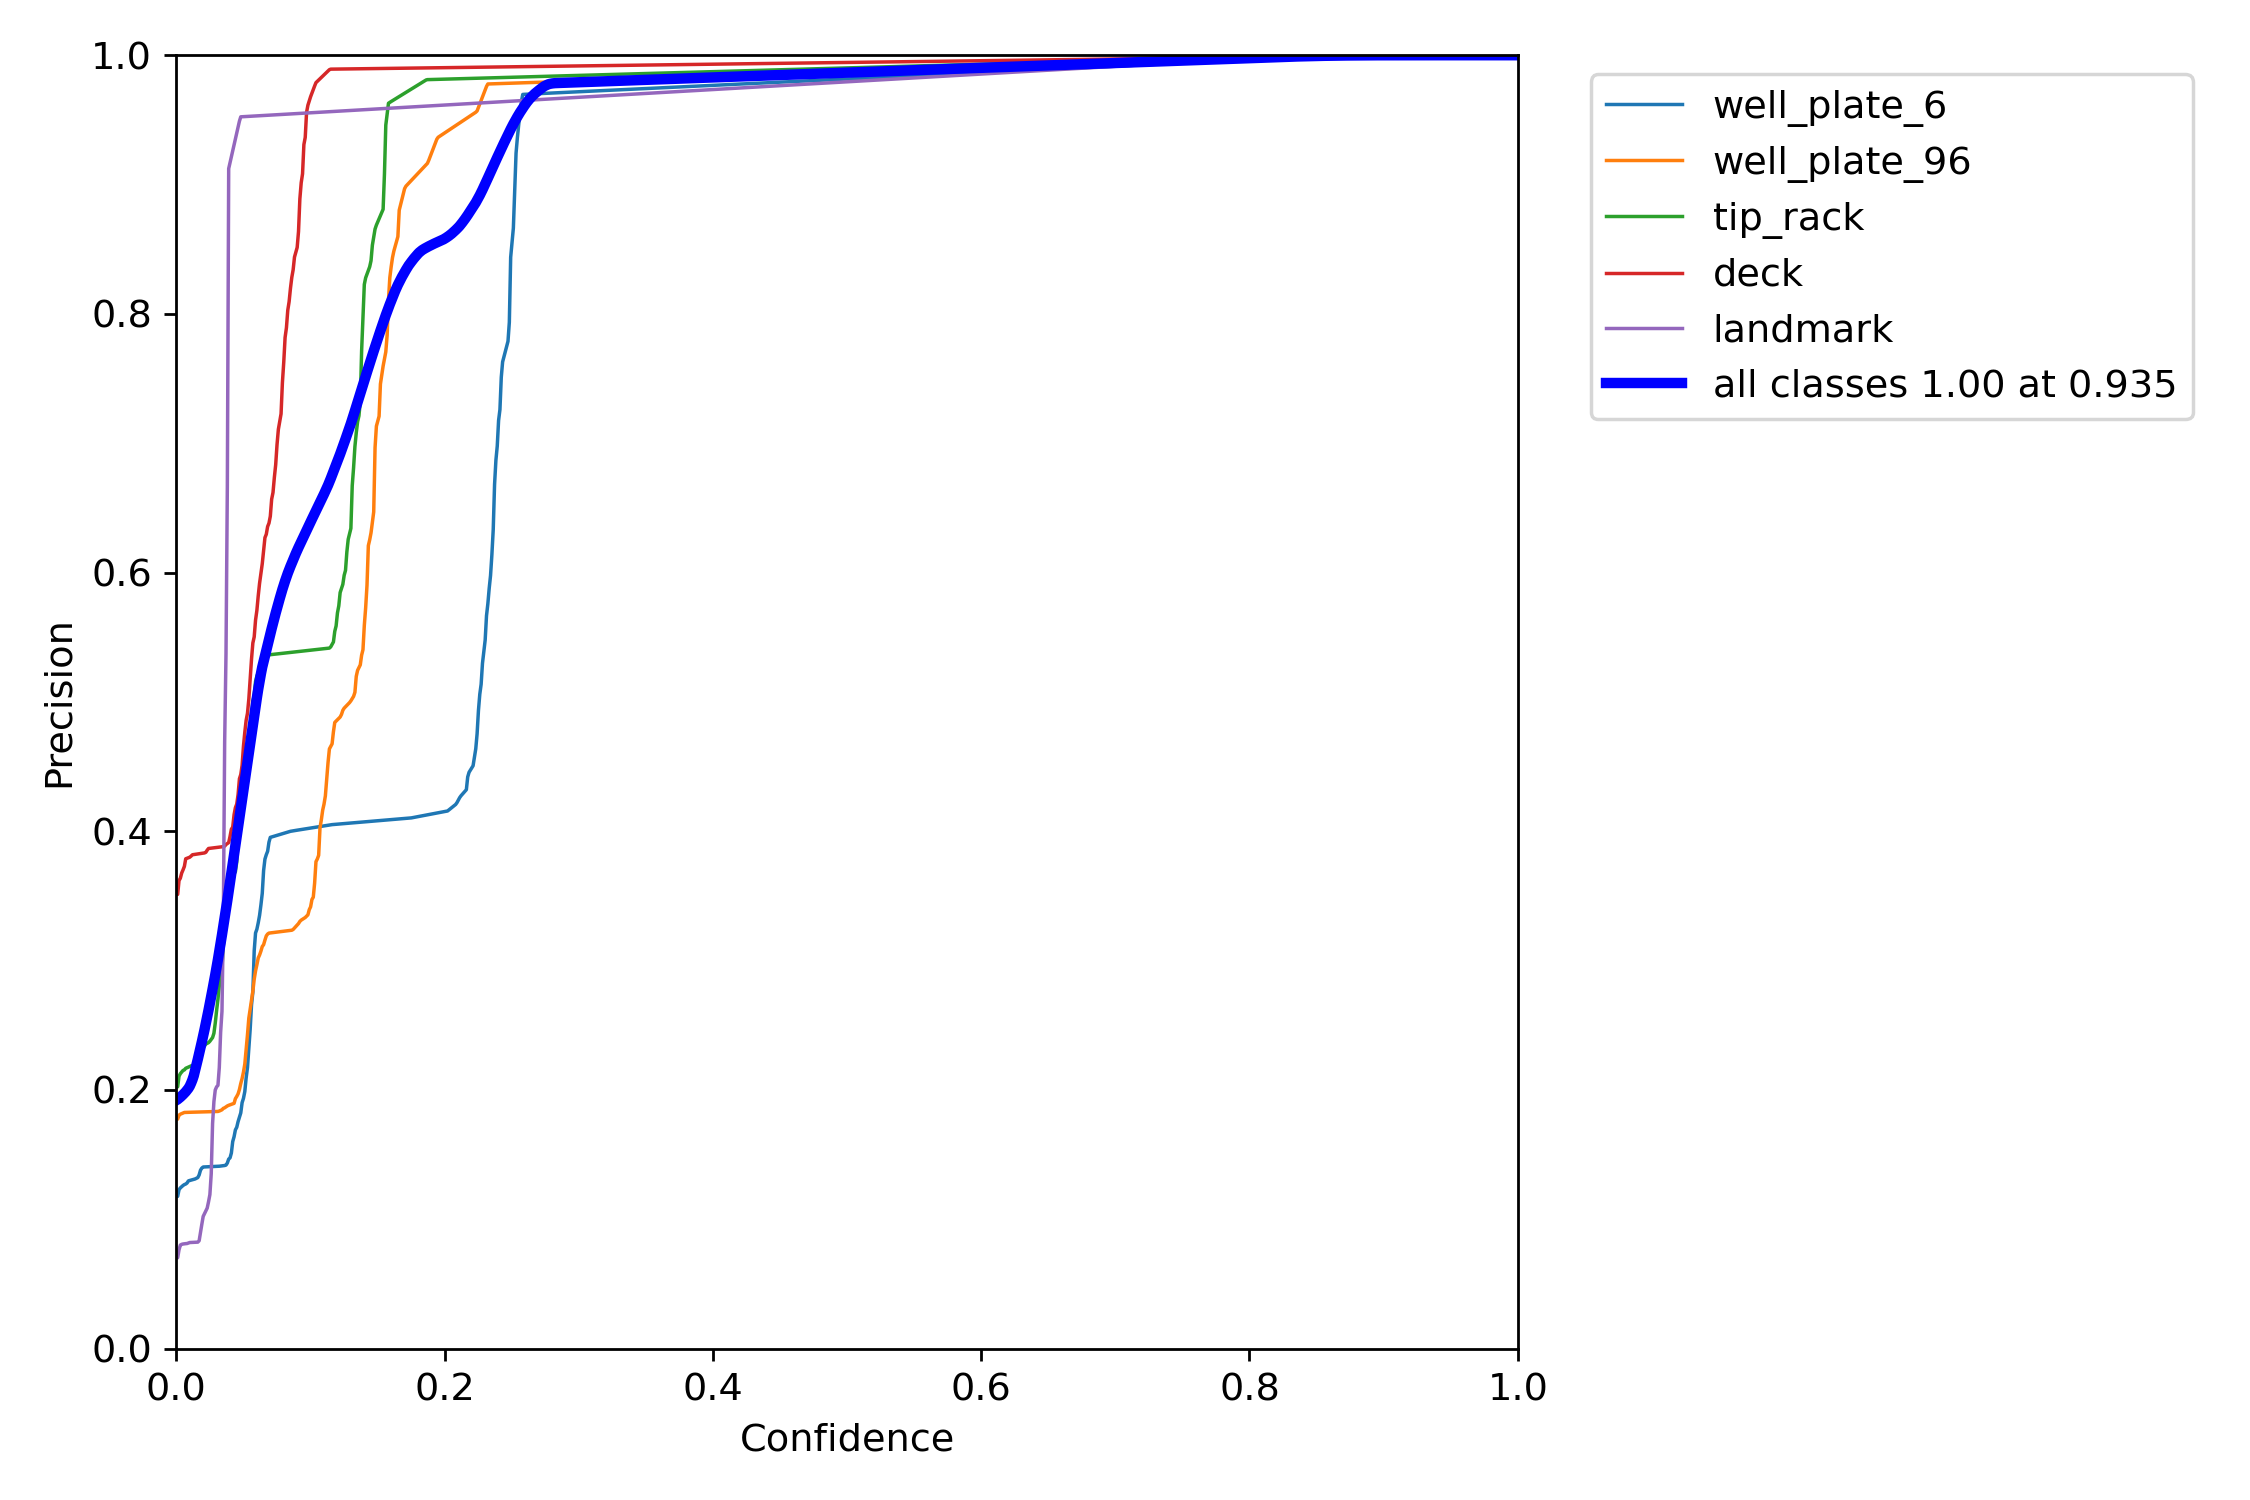 1.0
0.8
0.6
0.4
0.2
0.0
Precision
0.0 0.2 0.4 0.6 0.8 1.0
Confidence
well_plate_6
well_plate_96
tip_rack
deck
landmark
all classes 1.00 at 0.935